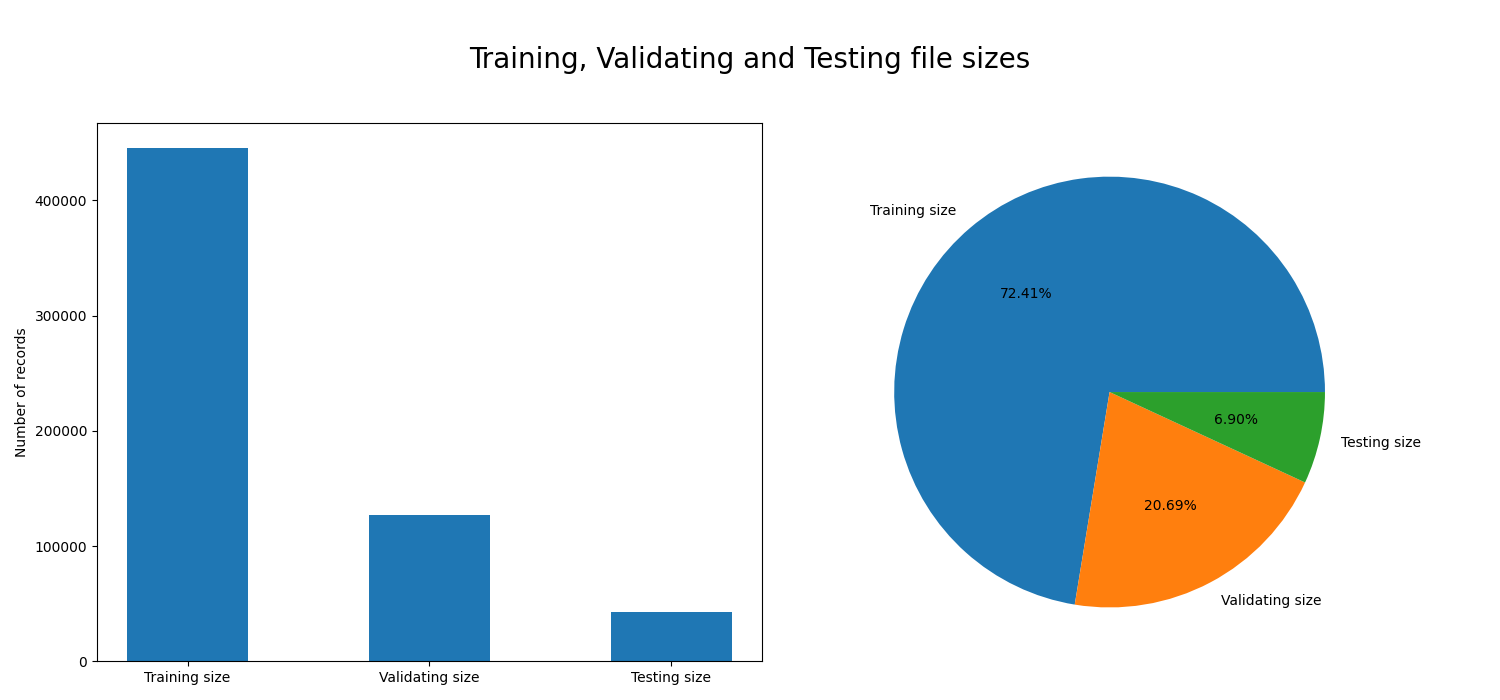 Training, Validating and Testing file sizes
Number of records
400000
300000
200000
100000
0
Training size
Validating size
Testing size
Training size
72.41%
6.90%
Testing size
20.69%
Validating size